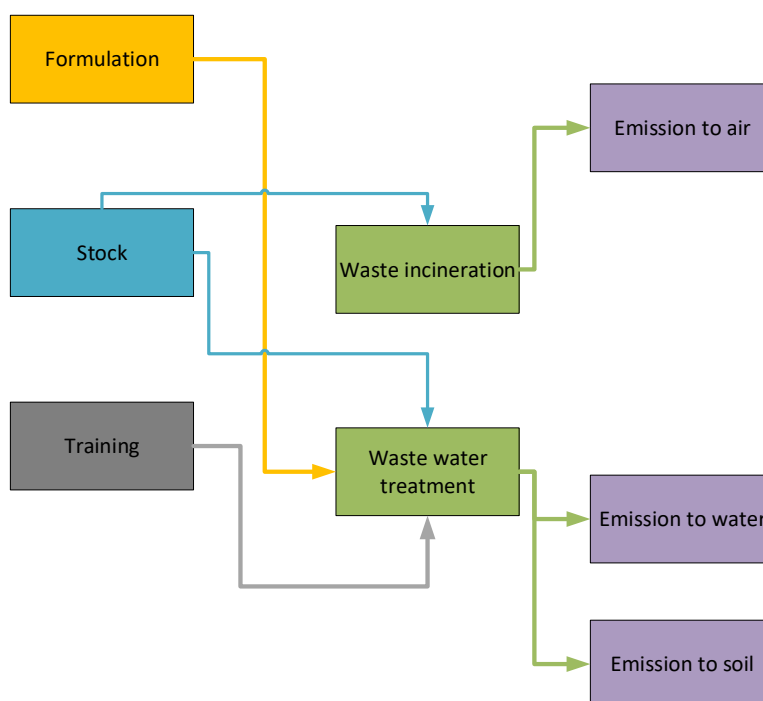 Formulation
Emission to air
Stock
Waste incineration
Training
Waste water
treatment
Emission to water
Emission to soil